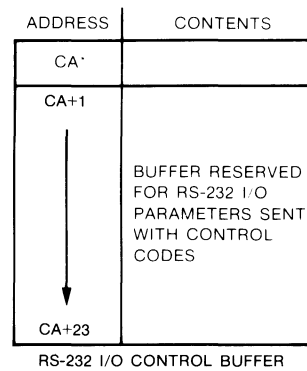 ADDRESS CONTENTS
CA*
CA+1
BUFFER RESERVED
FOR RS-232 I/O
PARAMETERS SENT
WITH CONTROL
CODES
CA+23
RS-232 I/O CONTROL BUFFER